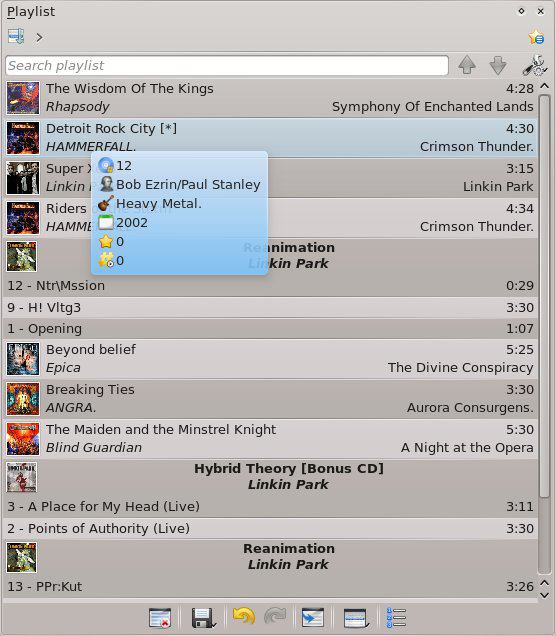 Playlist
Search playlist
The Wisdom Of The Kings 4:28
Rhapsody Symphony Of Enchanted Lands
Detroit Rock City [*] 4:30
HAMMERFALL. Crimson Thunder.
Super 3:15
Linkin Linkin Park
Riders 4:34
Crimson Thunder.
12
Bob Ezrin/Paul Stanley
Heavy Metal.
2002
0
0
Reanimation
Linkin Park
12 - Ntr\Mssion 0:29
9 - H! Vltg3 3:30
1 - Opening 1:07
Beyond belief 5:25
Epica The Divine Conspiracy
Breaking Ties 3:30
ANGRA. Aurora Consurgens.
The Maiden and the Minstrel Knight 5:30
Blind Guardian A Night at the Opera
Hybrid Theory [Bonus CD]
Linkin Park
3 - A Place for My Head (Live) 3:11
2 - Points of Authority (Live) 3:30
Reanimation
Linkin Park
13 - PPr:Kut 3:26